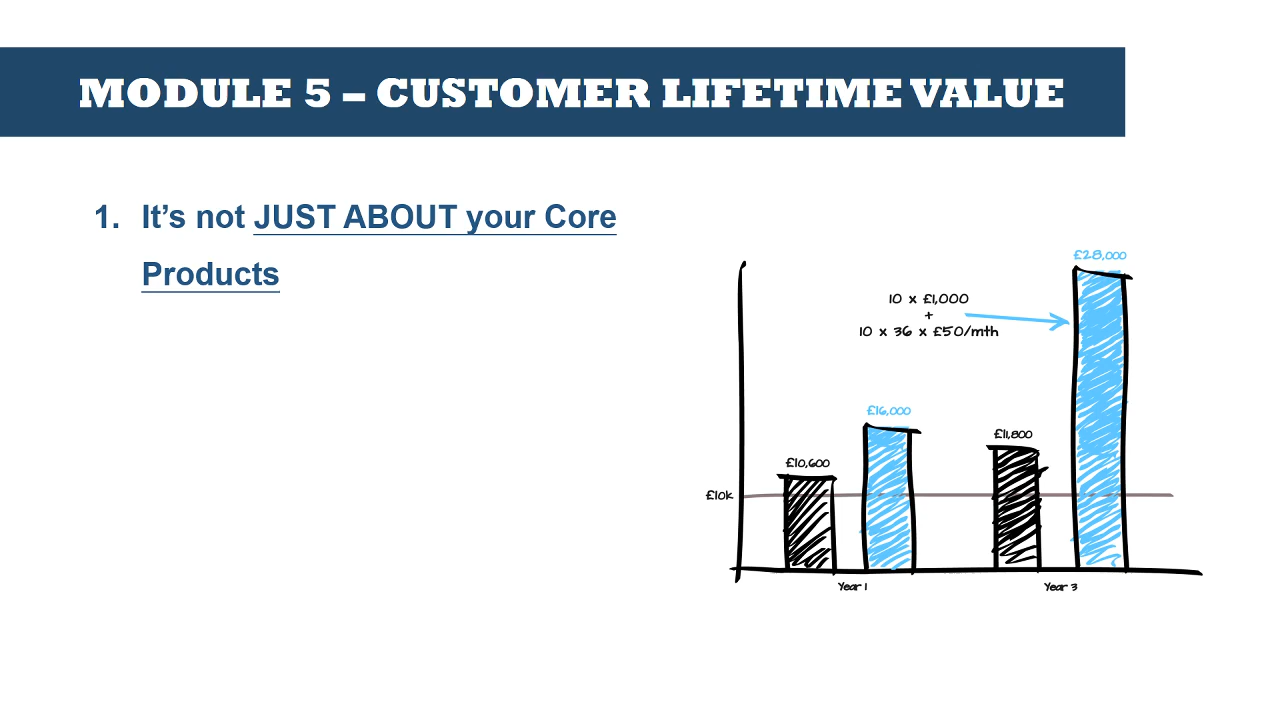 MODULE 5 – CUSTOMER LIFETIME VALUE
1. It’s not JUST ABOUT your Core
Products
£28,000
10 x £1,000
+
10 x 36 x £50/mth
£16,000
£11,800
£10,600
£10k
Year 1
Year 3